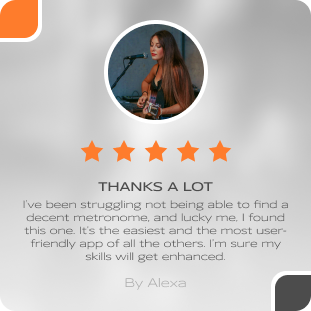 THANKS A LOT
I've been struggling not being able to find a
decent metronome, and lucky me, I found
this one. It's the easiest and the most user-
friendly app of all the others. I'm sure my
skills will get enhanced.
By Alexa